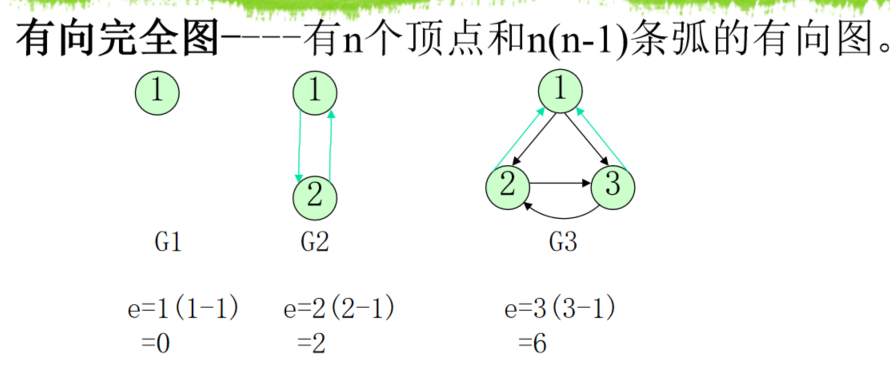 有向完全图----有n个顶点和n(n-1)条弧的有向图。
1 1 1
2 2 3
G1 G2 G3
e=1(1-1) e=2(2-1) e=3(3-1)
=0 =2 =6